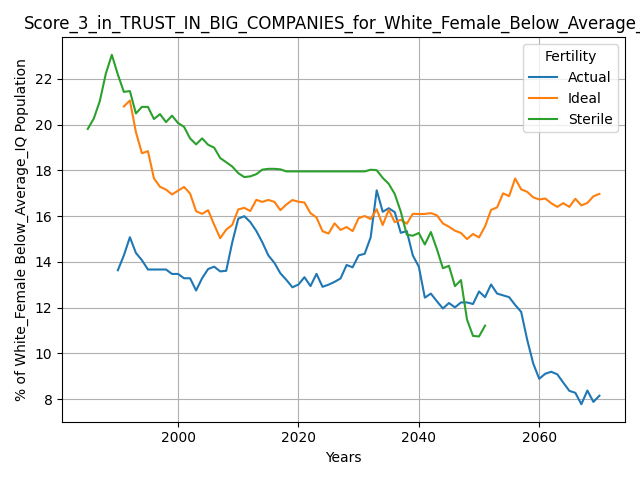 Score_3_in_TRUST_IN_BIG_COMPANIES_for_White_Female_Below_Average_
% of White_Female Below_Average_IQ Population
22
20
18
16
14
12
10
8
2000
2020
2040
2060
Years
Fertility
Actual
Ideal
Sterile